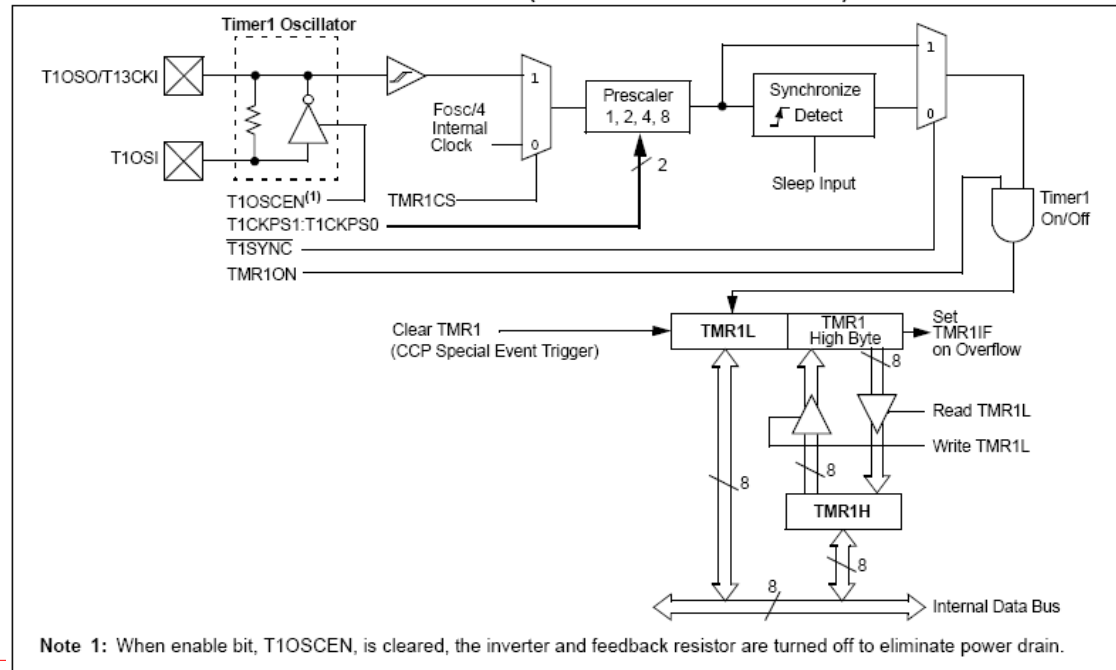 Timer1 Oscillator
T1OSO/T13CKI
T1OSI
1
Fosc/4
Internal
Clock
0
Prescaler
1, 2, 4, 8
2
Synchronize
Detect
1
0
Sleep Input
T1OSCEN(1)
TMR1CS
T1CKPS1:T1CKPS0
T1SYNC
TMR1ON
Timer1
On/Off
Clear TMR1
(CCP Special Event Trigger)
TMR1L
TMR1
High Byte
Set
TMR1IF
on Overflow
8
Read TMR1L
Write TMR1L
8
8
TMR1H
8
8
Internal Data Bus
Note 1: When enable bit, T1OSCEN, is cleared, the inverter and feedback resistor are turned off to eliminate power drain.